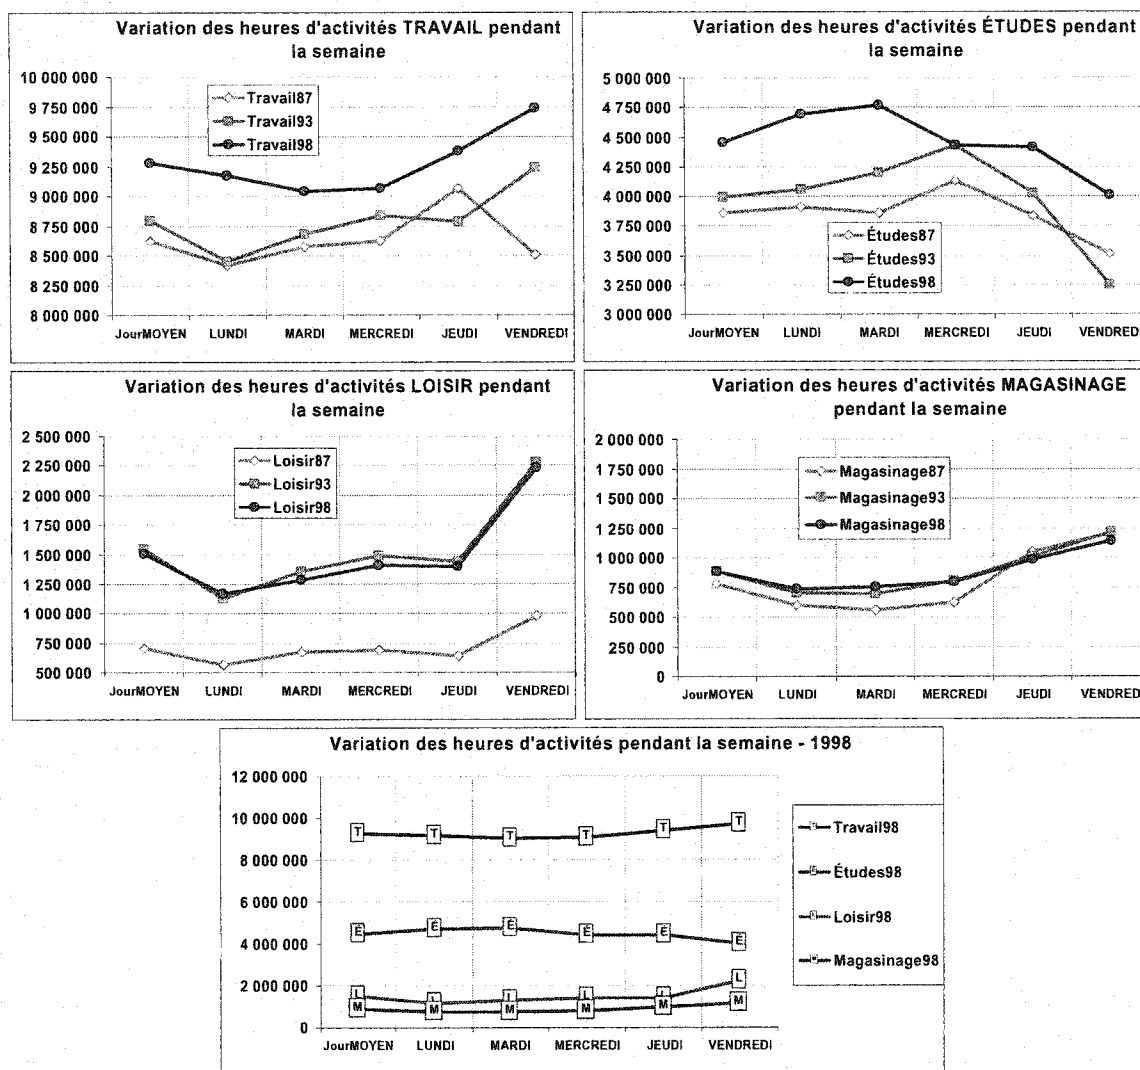 Variation des heures d'activités TRAVAIL pendant
la semaine
10 000 000
9 750 000
9 500 000
9 250 000
9 000 000
8 750 000
8 500 000
8 250 000
8 000 000
Travail87
Travail93
Travail98
JourMOYEN LUNDI MARDI MERCREDI JEUDI VENDREDI
Variation des heures d'activités ÉTUDES pendant
la semaine
5 000 000
4 750 000
4 500 000
4 250 000
4 000 000
3 750 000
3 500 000
3 250 000
3 000 000
Études87
Études93
Études98
JourMOYEN LUNDI MARDI MERCREDI JEUDI VENDREDI
Variation des heures d'activités LOISIR pendant
la semaine
2 500 000
2 250 000
2 000 000
1 750 000
1 500 000
1 250 000
1 000 000
750 000
500 000
Loisir87
Loisir93
Loisir98
JourMOYEN LUNDI MARDI MERCREDI JEUDI VENDREDI
Variation des heures d'activités MAGASINAGE
pendant la semaine
2 000 000
1 750 000
1 500 000
1 250 000
1 000 000
750 000
500 000
250 000
0
Magasinage87
Magasinage93
Magasinage98
JourMOYEN LUNDI MARDI MERCREDI JEUDI VENDREDI
Variation des heures d'activités pendant la semaine - 1998
12 000 000
10 000 000
8 000 000
6 000 000
4 000 000
2 000 000
0
T T T T T T
É É É É É É
L L L L L L
M M M M M M
T Travail98
É Études98
L Loisir98
M Magasinage98
JourMOYEN LUNDI MARDI MERCREDI JEUDI VENDREDI